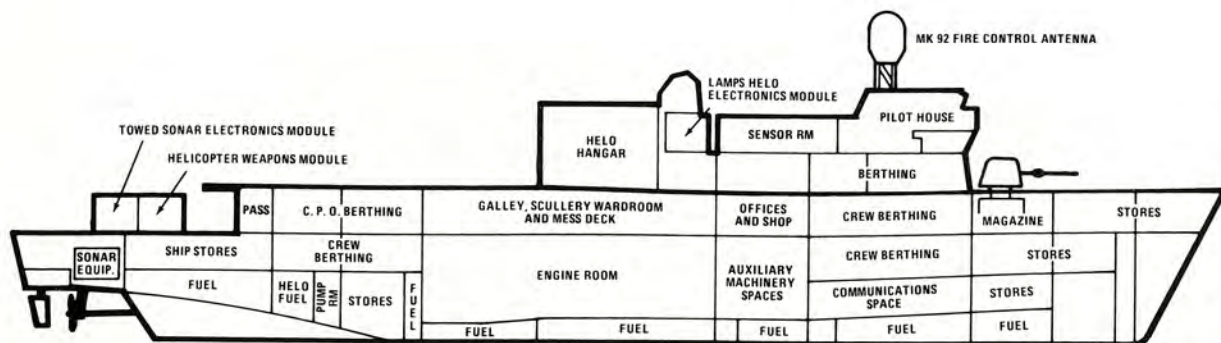 MK 92 FIRE CONTROL ANTENNA
LAMPS HELO
ELECTRONICS MODULE
TOWED SONAR ELECTRONICS MODULE
HELICOPTER WEAPONS MODULE
HELO
HANGAR
SENSOR RM
PILOT HOUSE
BERTHING
PASS
C.P.O. BERTHING
GALLEY, SCULLERY WARDROOM
AND MESS DECK
OFFICES
AND SHOP
CREW BERTHING
MAGAZINE
STORES
SONAR
EQUIP.
SHIP STORES
CREW
BERTHING
ENGINE ROOM
AUXILIARY
MACHINERY
SPACES
CREW BERTHING
STORES
FUEL
HELO
FUEL
PUMP
RM
STORES
FUEL
COMMUNICATIONS
SPACE
STORES
FUEL
FUEL
FUEL
FUEL
FUEL